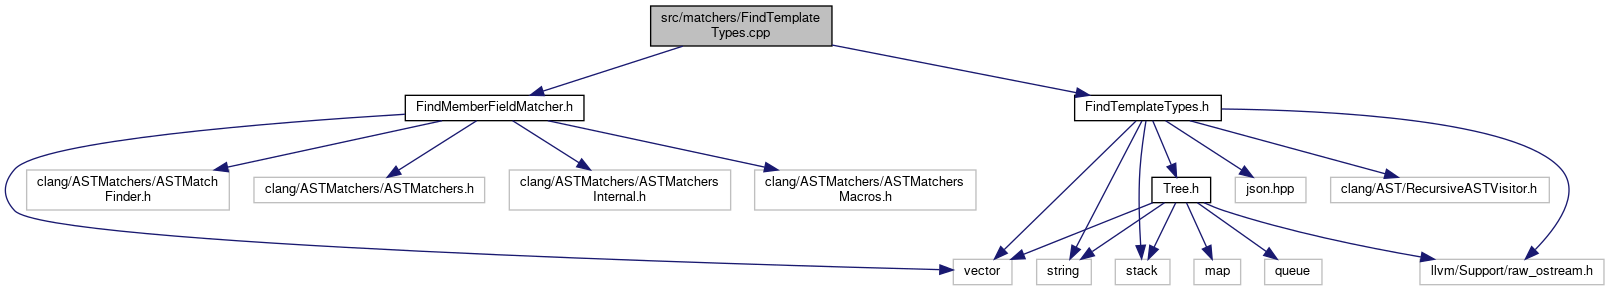 src/matchers/FindTemplate
Types.cpp
FindMemberFieldMatcher.h
FindTemplateTypes.h
clang/ASTMatchers/ASTMatch
Finder.h
clang/ASTMatchers/ASTMatchers.h
clang/ASTMatchers/ASTMatchers
Internal.h
clang/ASTMatchers/ASTMatchers
Macros.h
Tree.h
json.hpp
clang/AST/RecursiveASTVisitor.h
vector
string
stack
map
queue
llvm/Support/raw_ostream.h